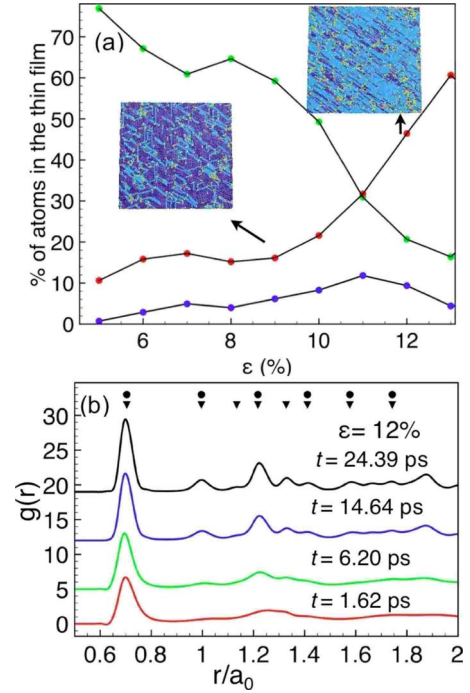 (a)
% of atoms in the thin film
70
60
50
40
30
20
10
0
6 8 10 12
ε (%)
(b)
ε= 12%
t = 24.39 ps
t = 14.64 ps
t = 6.20 ps
t = 1.62 ps
g(r)
30
25
20
15
10
5
0
0.6 0.8 1 1.2 1.4 1.6 1.8 2
r/a₀